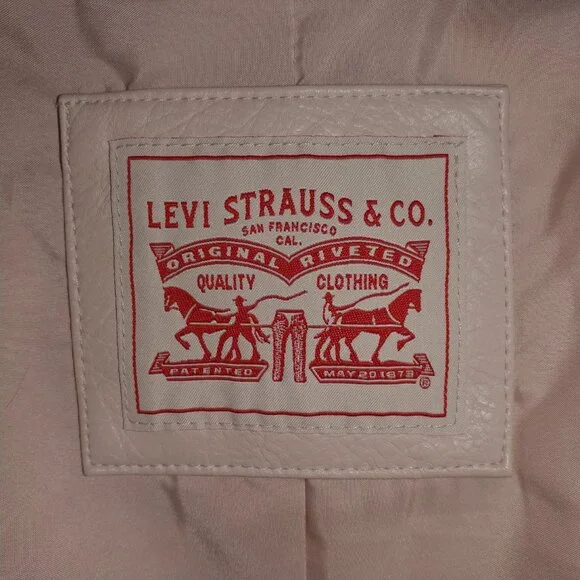 LEVI STRAUSS & CO.
SAN FRANCISCO
CAL.
ORIGINAL RIVETED
QUALITY CLOTHING
PATENTED MAY 20 1873
®